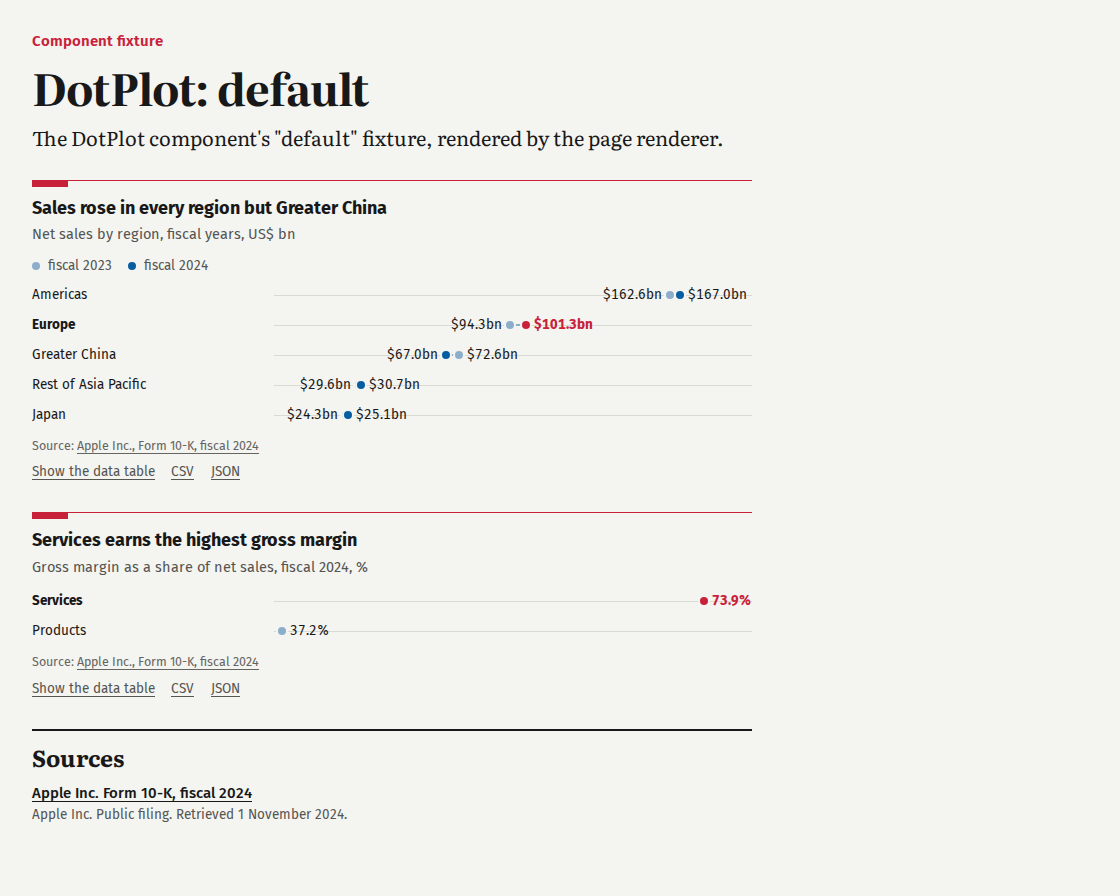 Component fixture
DotPlot: default
The DotPlot component's "default" fixture, rendered by the page renderer.
Sales rose in every region but Greater China
Net sales by region, fiscal years, US$ bn
fiscal 2023 fiscal 2024
Americas $162.6bn $167.0bn
Europe $94.3bn $101.3bn
Greater China $67.0bn $72.6bn
Rest of Asia Pacific $29.6bn $30.7bn
Japan $24.3bn $25.1bn
Source: Apple Inc., Form 10-K, fiscal 2024
Show the data table CSV JSON
Services earns the highest gross margin
Gross margin as a share of net sales, fiscal 2024, %
Services 73.9%
Products 37.2%
Source: Apple Inc., Form 10-K, fiscal 2024
Show the data table CSV JSON
Sources
Apple Inc. Form 10-K, fiscal 2024
Apple Inc. Public filing. Retrieved 1 November 2024.